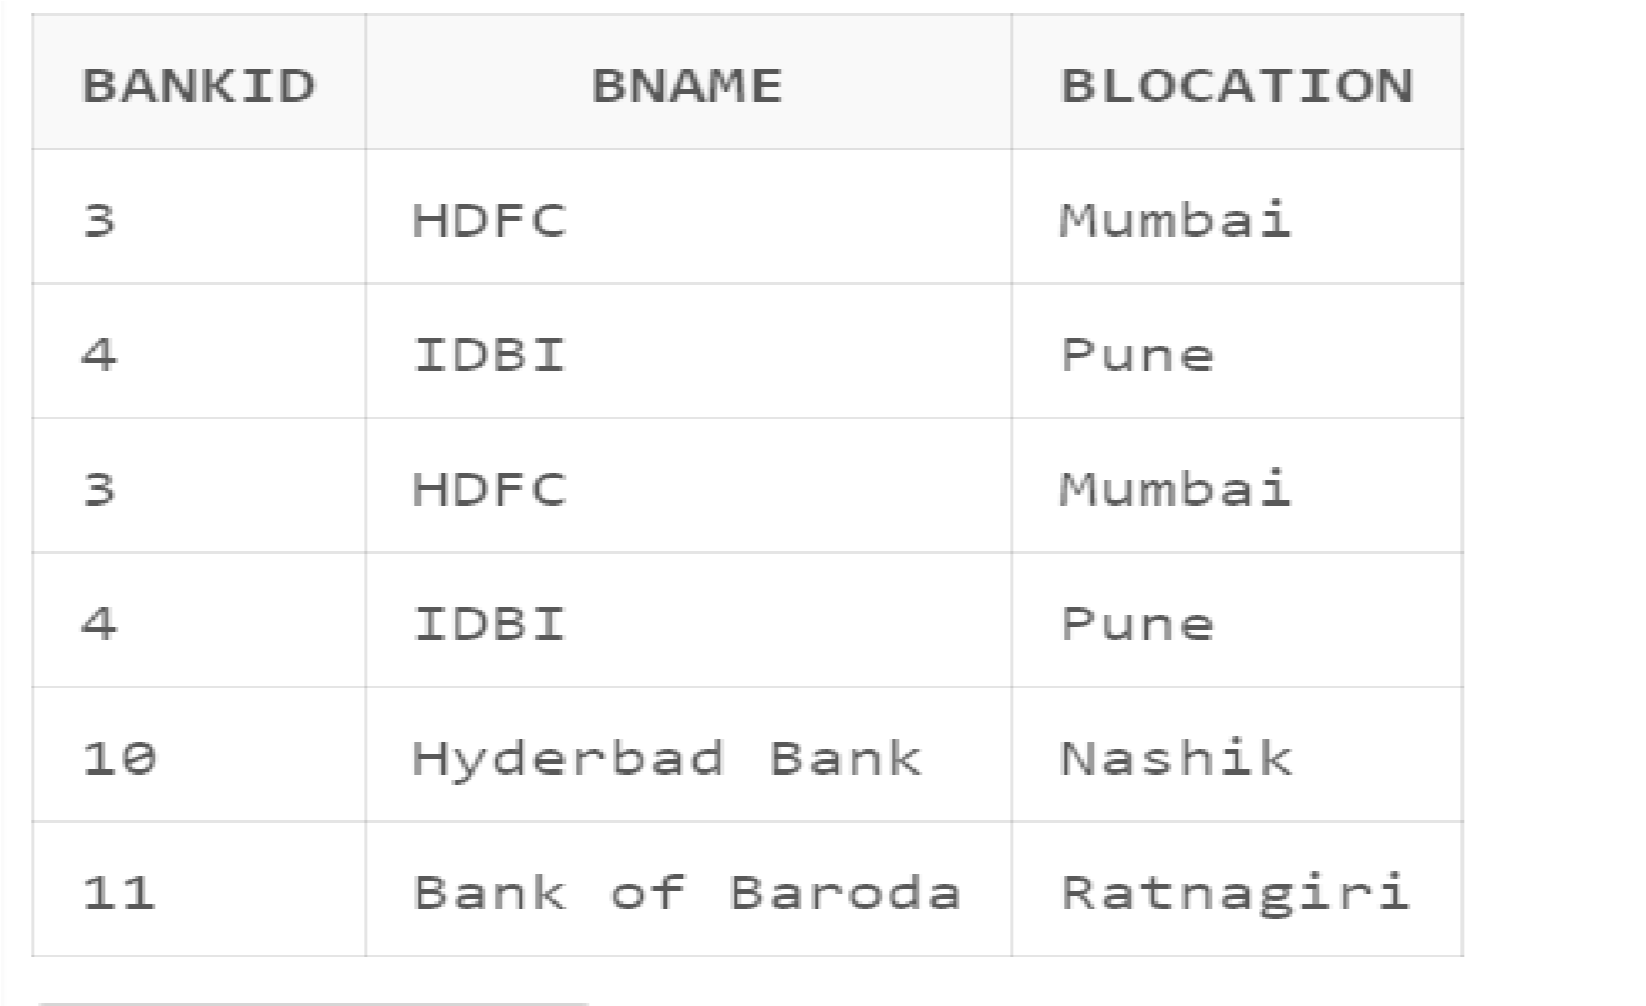 BANKID BNAME BLOCATION
3 HDFC Mumbai
4 IDBI Pune
3 HDFC Mumbai
4 IDBI Pune
10 Hyderbad Bank Nashik
11 Bank of Baroda Ratnagiri